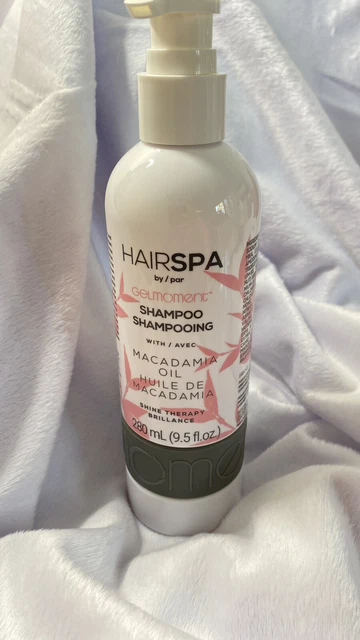 HAIRSPA
by / par
GELMOMENT™
SHAMPOO
SHAMPOOING
WITH / AVEC
MACADAMIA
OIL
HUILE DE
MACADAMIA
SHINE THERAPY
BRILLANCE
280 mL (9.5 fl.oz.)